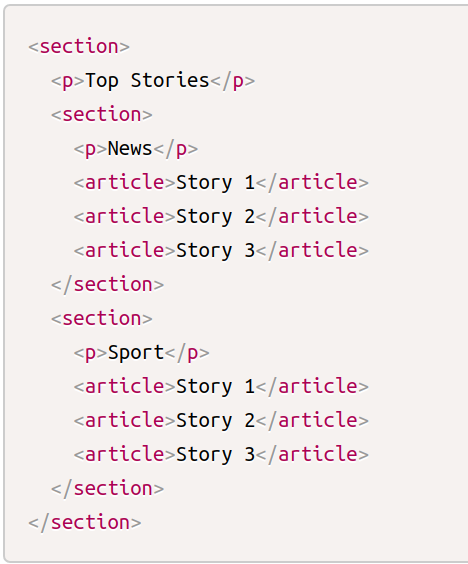 <section>
<p>Top Stories</p>
<section>
<p>News</p>
<article>Story 1</article>
<article>Story 2</article>
<article>Story 3</article>
</section>
<section>
<p>Sport</p>
<article>Story 1</article>
<article>Story 2</article>
<article>Story 3</article>
</section>
</section>